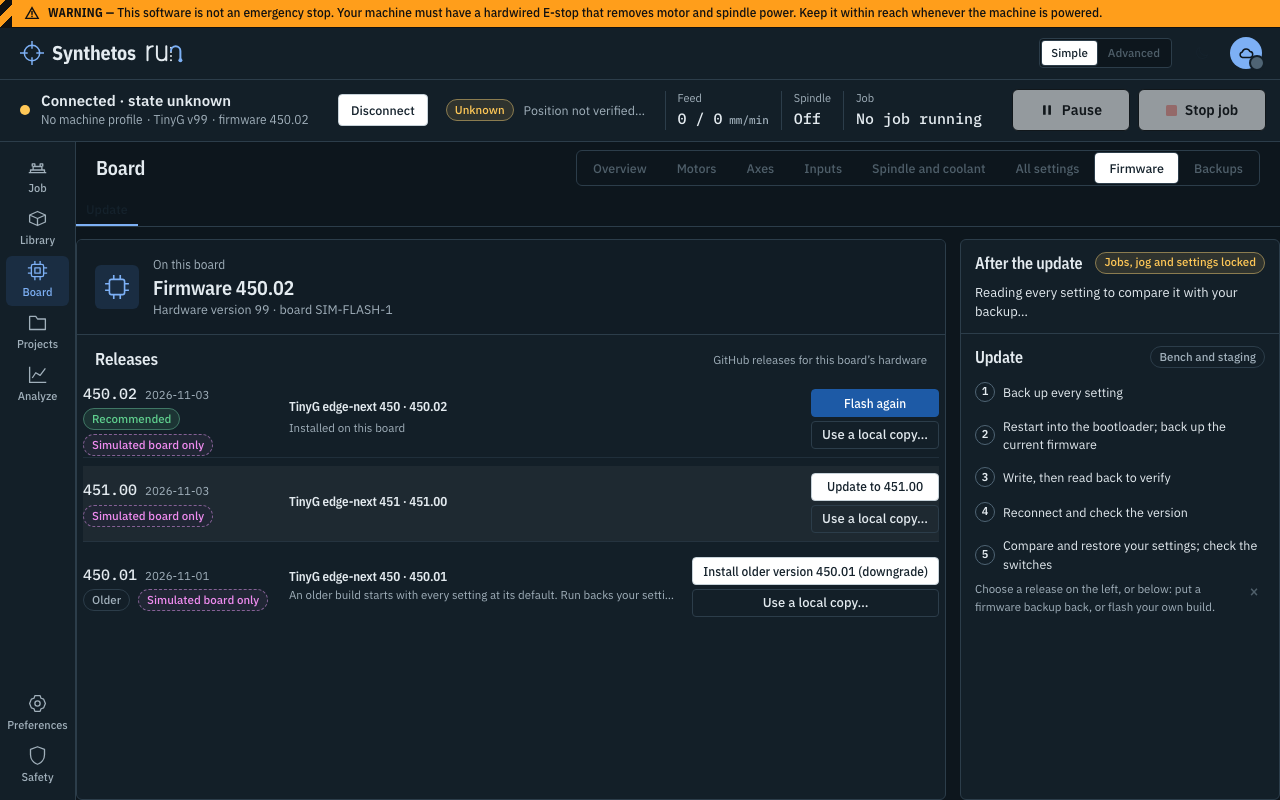 WARNING — This software is not an emergency stop. Your machine must have a hardwired E-stop that removes motor and spindle power. Keep it within reach whenever the machine is powered.
Synthetos run
Simple
Advanced
Connected · state unknown
No machine profile · TinyG v99 · firmware 450.02
Disconnect
Unknown
Position not verified...
Feed
0 / 0 mm/min
Spindle
Off
Job
No job running
Pause
Stop job
Job
Library
Board
Projects
Analyze
Preferences
Safety
Board
Overview
Motors
Axes
Inputs
Spindle and coolant
All settings
Firmware
Backups
Update
On this board
Firmware 450.02
Hardware version 99 · board SIM-FLASH-1
Releases
GitHub releases for this board's hardware
450.02 2026-11-03
Recommended
Simulated board only
TinyG edge-next 450 · 450.02
Installed on this board
Flash again
Use a local copy...
451.00 2026-11-03
Simulated board only
TinyG edge-next 451 · 451.00
Update to 451.00
Use a local copy...
450.01 2026-11-01
Older
Simulated board only
TinyG edge-next 450 · 450.01
An older build starts with every setting at its default. Run backs your setti...
Install older version 450.01 (downgrade)
Use a local copy...
After the update
Jobs, jog and settings locked
Reading every setting to compare it with your
backup...
Update
Bench and staging
1 Back up every setting
2 Restart into the bootloader; back up the
current firmware
3 Write, then read back to verify
4 Reconnect and check the version
5 Compare and restore your settings; check the
switches
Choose a release on the left, or below: put a
firmware backup back, or flash your own build.
×